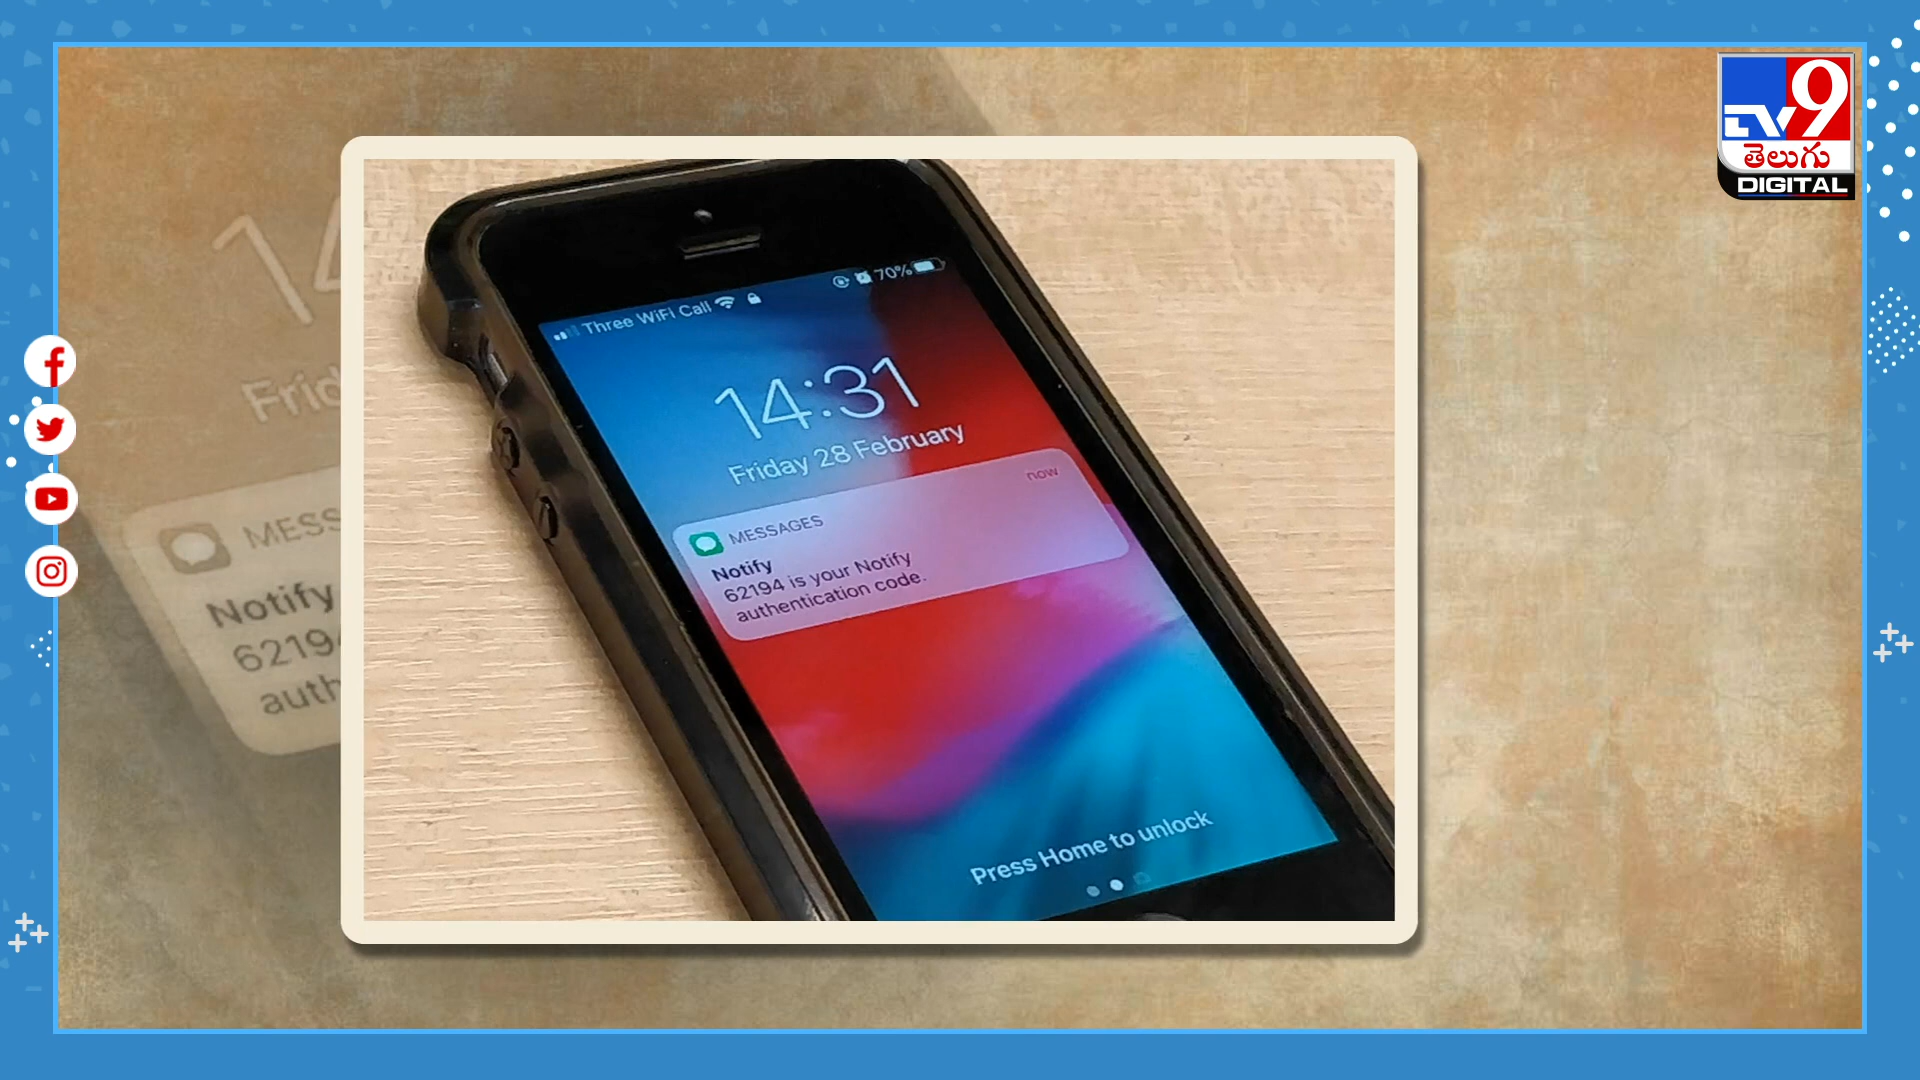 TV9
తెలుగు
DIGITAL
Three WiFi Call
70%
14:31
Friday 28 February
MESSAGES
now
Notify
62194 is your Notify
authentication code.
Press Home to unlock
14
Frid
MESS
Notify
6219
auth